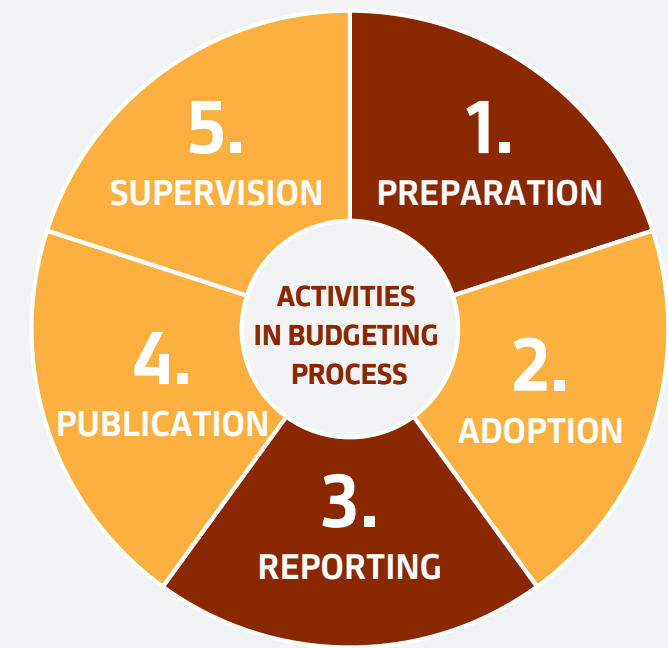 ACTIVITIES
IN BUDGETING
PROCESS
1.
PREPARATION
2.
ADOPTION
3.
REPORTING
4.
PUBLICATION
5.
SUPERVISION